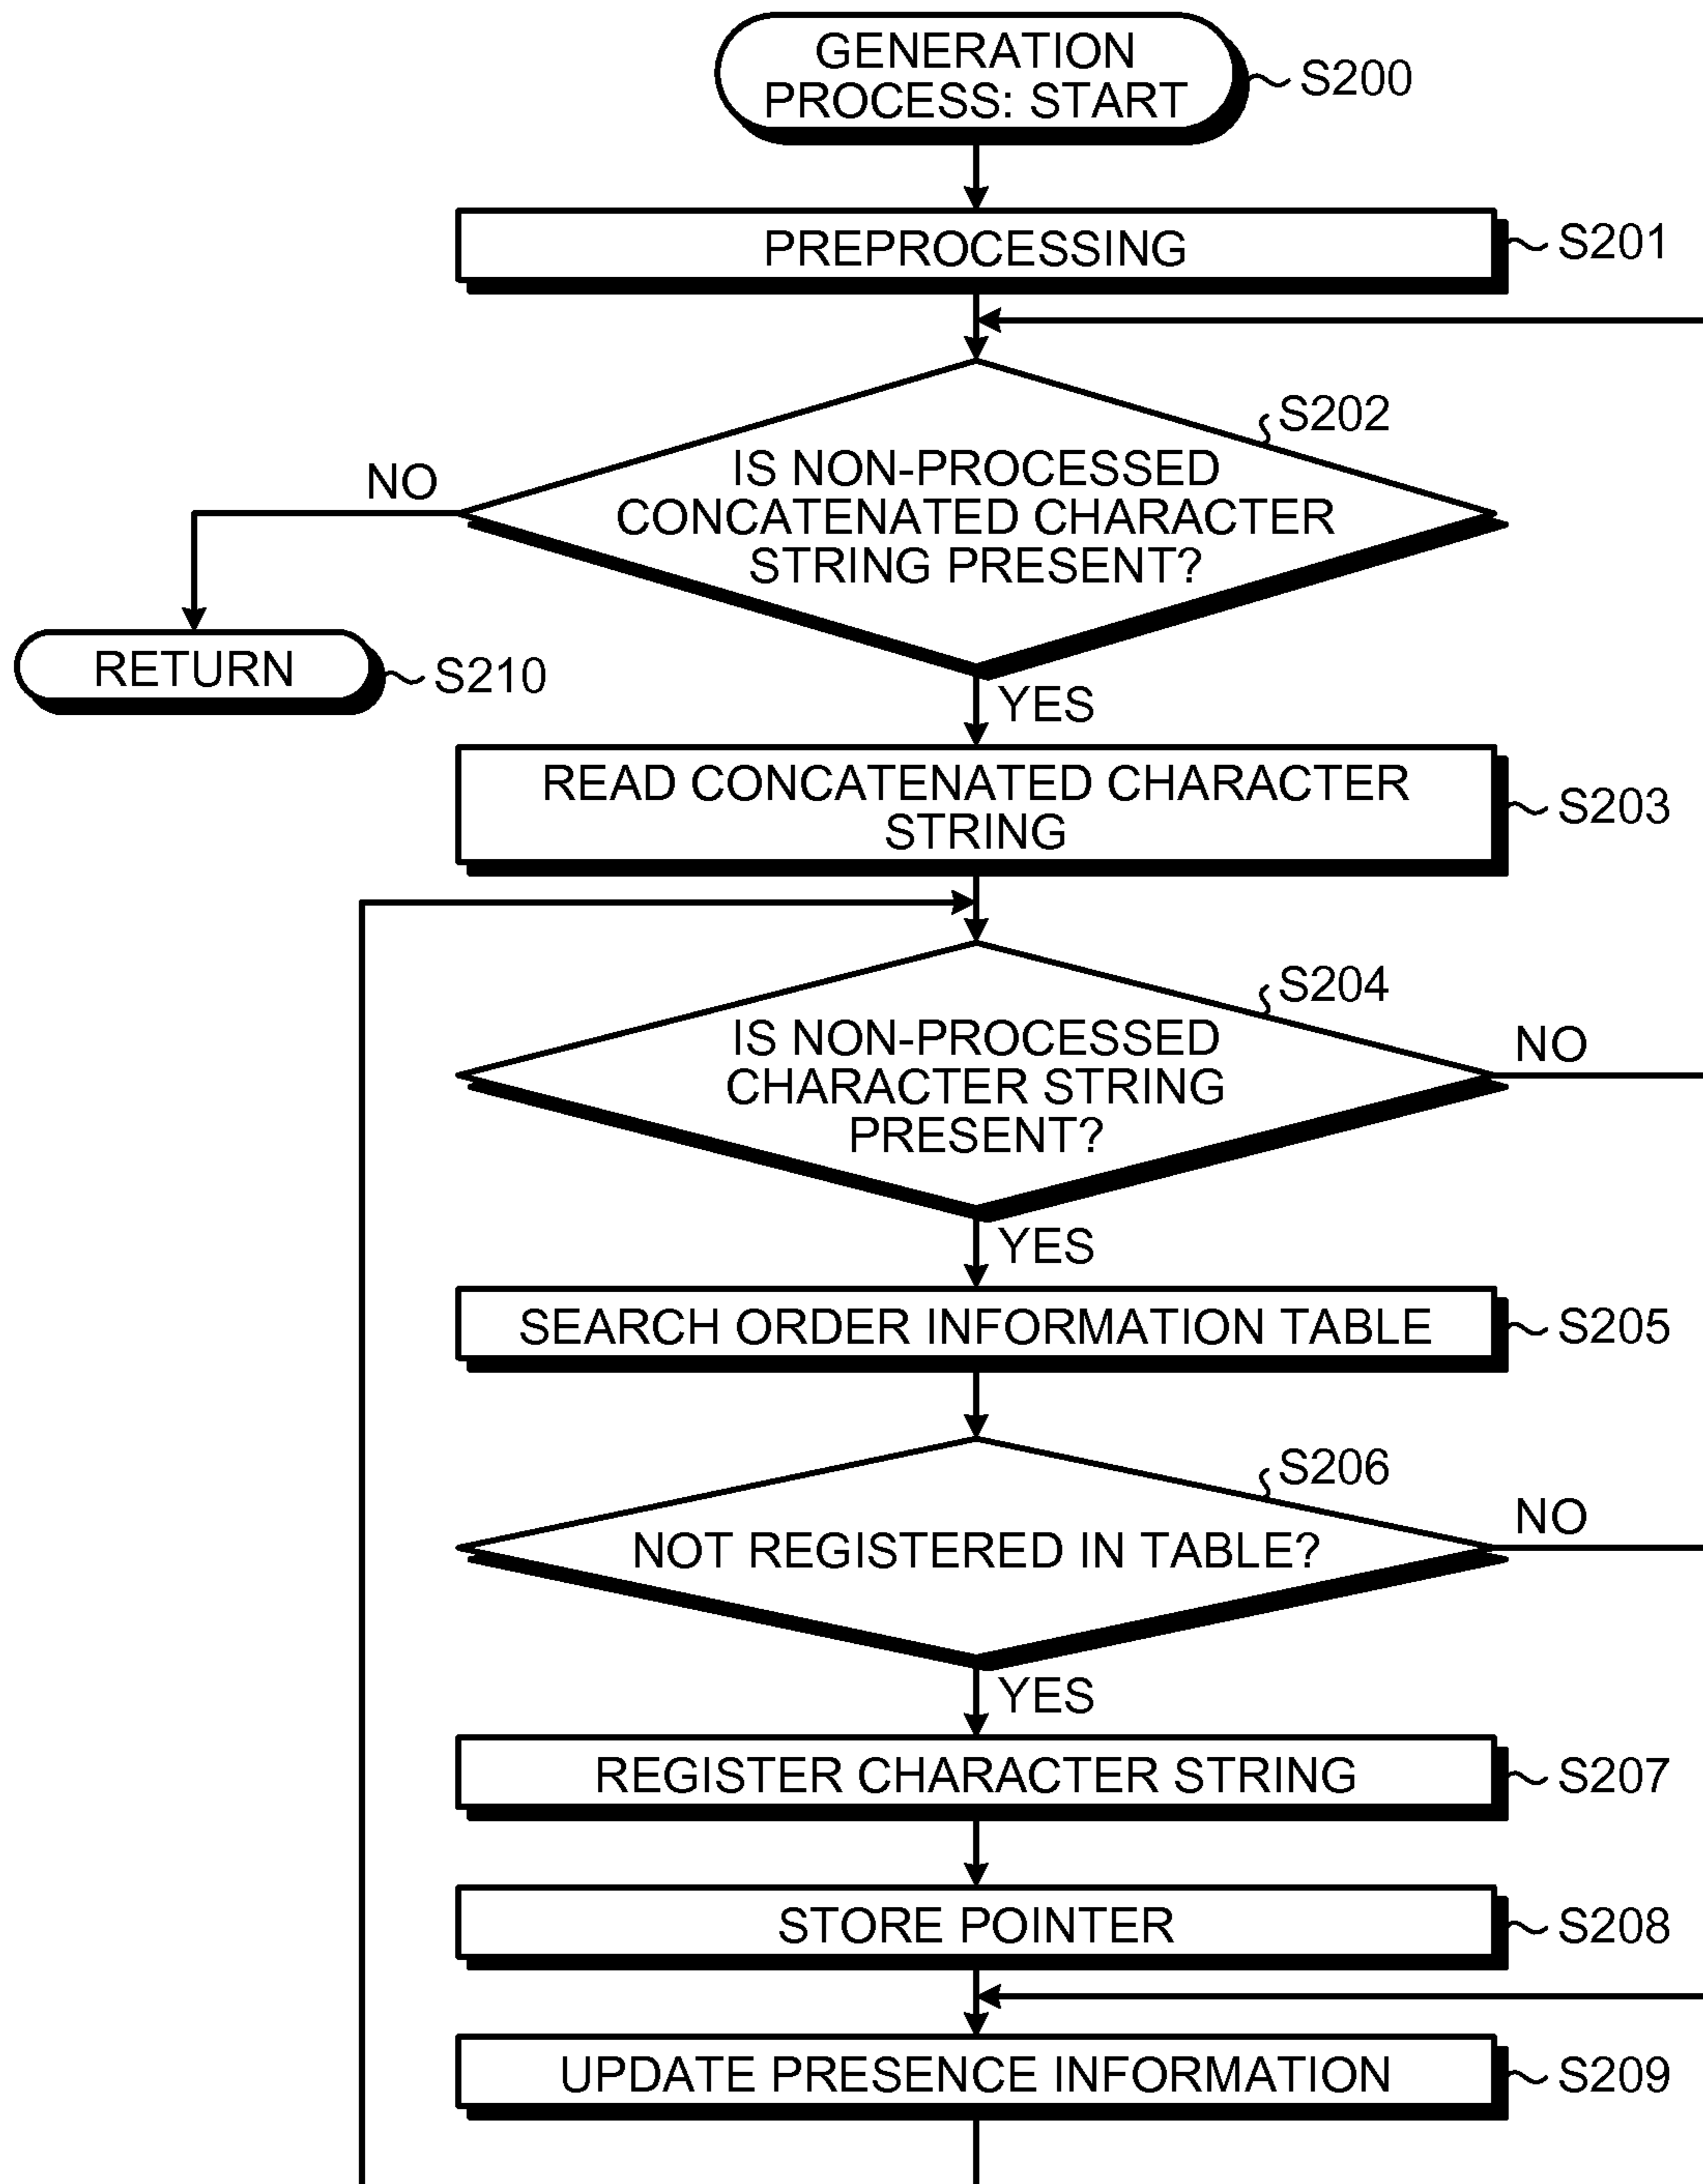 GENERATION
PROCESS: START
S200
PREPROCESSING
S201
S202
IS NON-PROCESSED
CONCATENATED CHARACTER
STRING PRESENT?
NO
RETURN
S210
YES
READ CONCATENATED CHARACTER
STRING
S203
S204
IS NON-PROCESSED
CHARACTER STRING
PRESENT?
NO
YES
SEARCH ORDER INFORMATION TABLE
S205
S206
NOT REGISTERED IN TABLE?
NO
YES
REGISTER CHARACTER STRING
S207
STORE POINTER
S208
UPDATE PRESENCE INFORMATION
S209